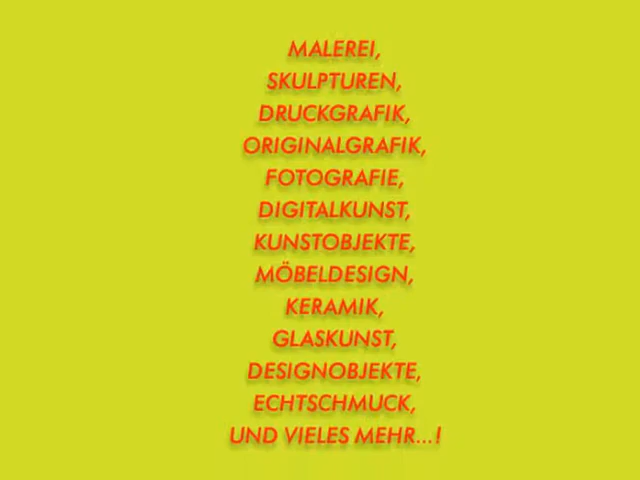 MALEREI,
SKULPTUREN,
DRUCKGRAFIK,
ORIGINALGRAFIK,
FOTOGRAFIE,
DIGITALKUNST,
KUNSTOBJEKTE,
MÖBELDESIGN,
KERAMIK,
GLASKUNST,
DESIGNOBJEKTE,
ECHTSCHMUCK,
UND VIELES MEHR...!